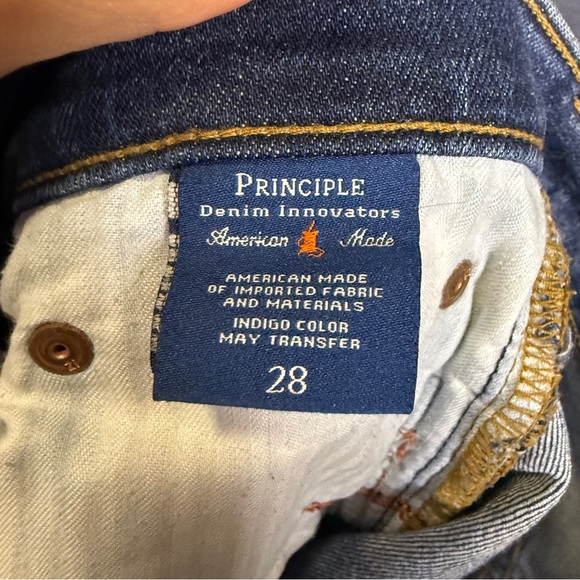 PRINCIPLE
Denim Innovators
American Made
AMERICAN MADE
OF IMPORTED FABRIC
AND MATERIALS
INDIGO COLOR
MAY TRANSFER
28